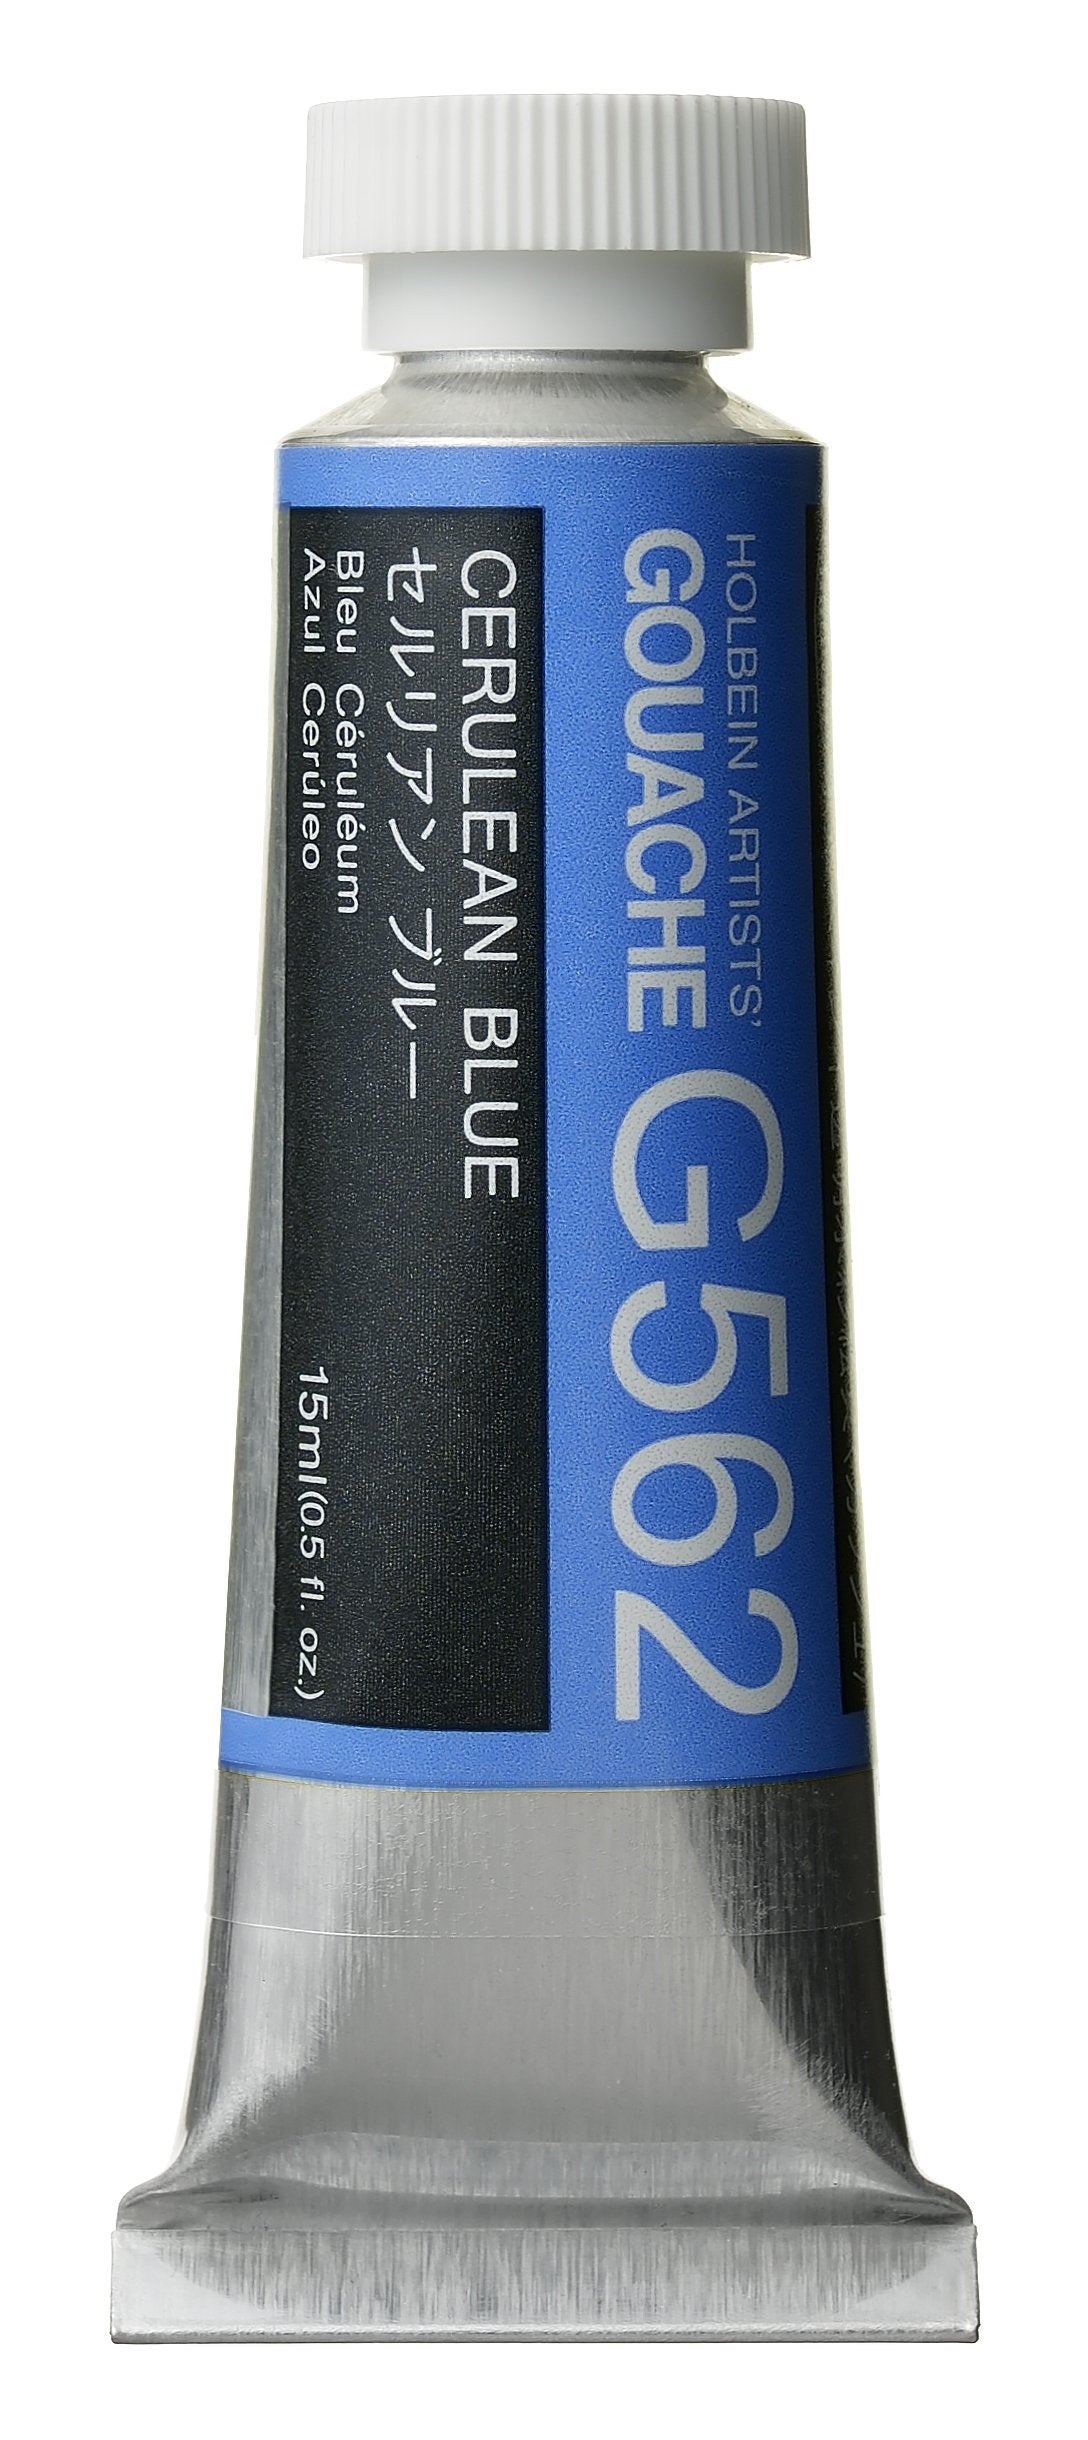 HOLBEIN ARTISTS'
GOUACHE G562
CERULEAN BLUE
セルリアン ブルー
Bleu Céruléum
Azul Cerúleo
15ml(0.5 fl. oz.)